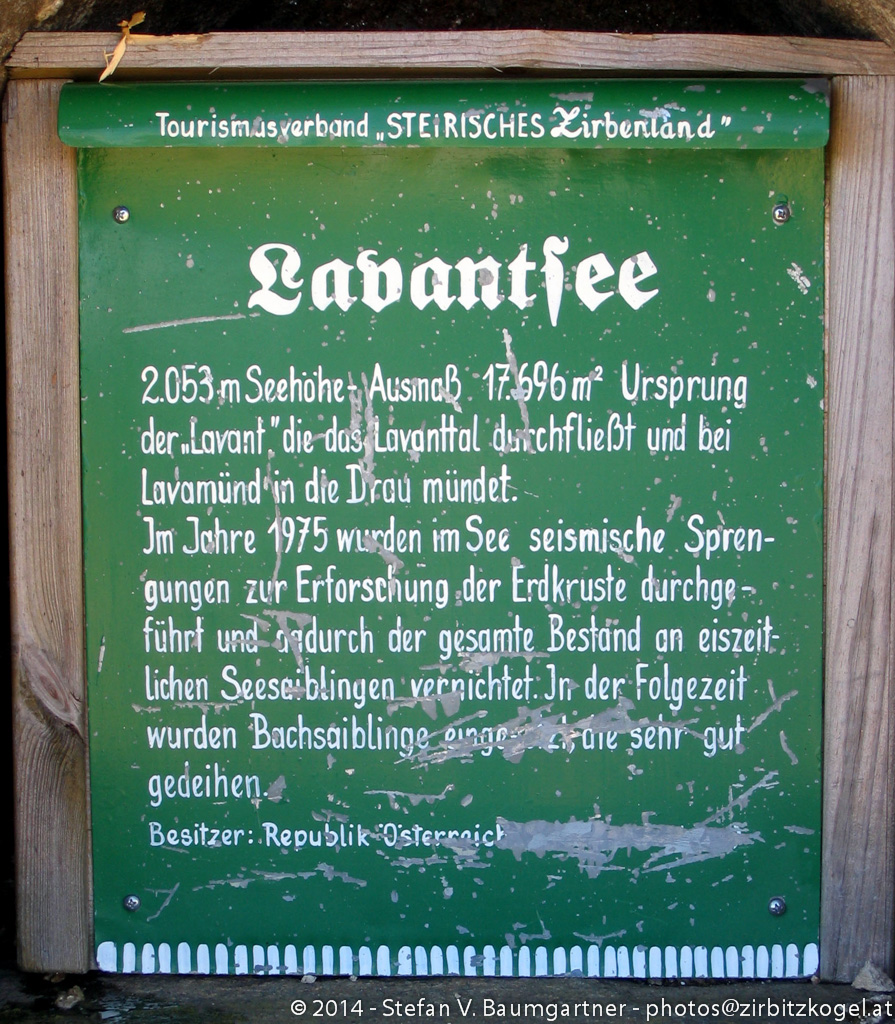 Tourismusverband „STEIRISCHES Zirbenland”
Lavantsee
2.053 m Seehöhe - Ausmaß 17.696 m² Ursprung
der „Lavant” die das Lavanttal durchfließt und bei
Lavamünd in die Drau mündet.
Im Jahre 1975 wurden im See seismische Spren-
gungen zur Erforschung der Erdkruste durchge-
führt und dadurch der gesamte Bestand an eiszeit-
lichen Seesaiblingen vernichtet. In der Folgezeit
wurden Bachsaiblinge eingesetzt, die sehr gut
gedeihen.
Besitzer: Republik Österreich
© 2014 - Stefan V. Baumgartner - photos@zirbitzkogel.at